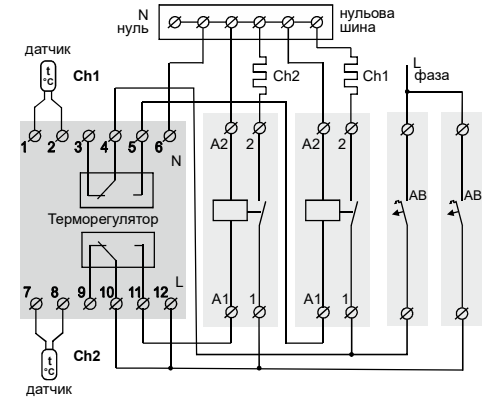 N
нуль
нульова
шина
датчик
Ch1
t
°C
Ch2
Ch1
L
фаза
1 2 3 4 5 6
N
A2 2
A2 2
Терморегулятор
AB
AB
L
7 8 9 10 11 12
A1 1
A1 1
t
°C
Ch2
датчик